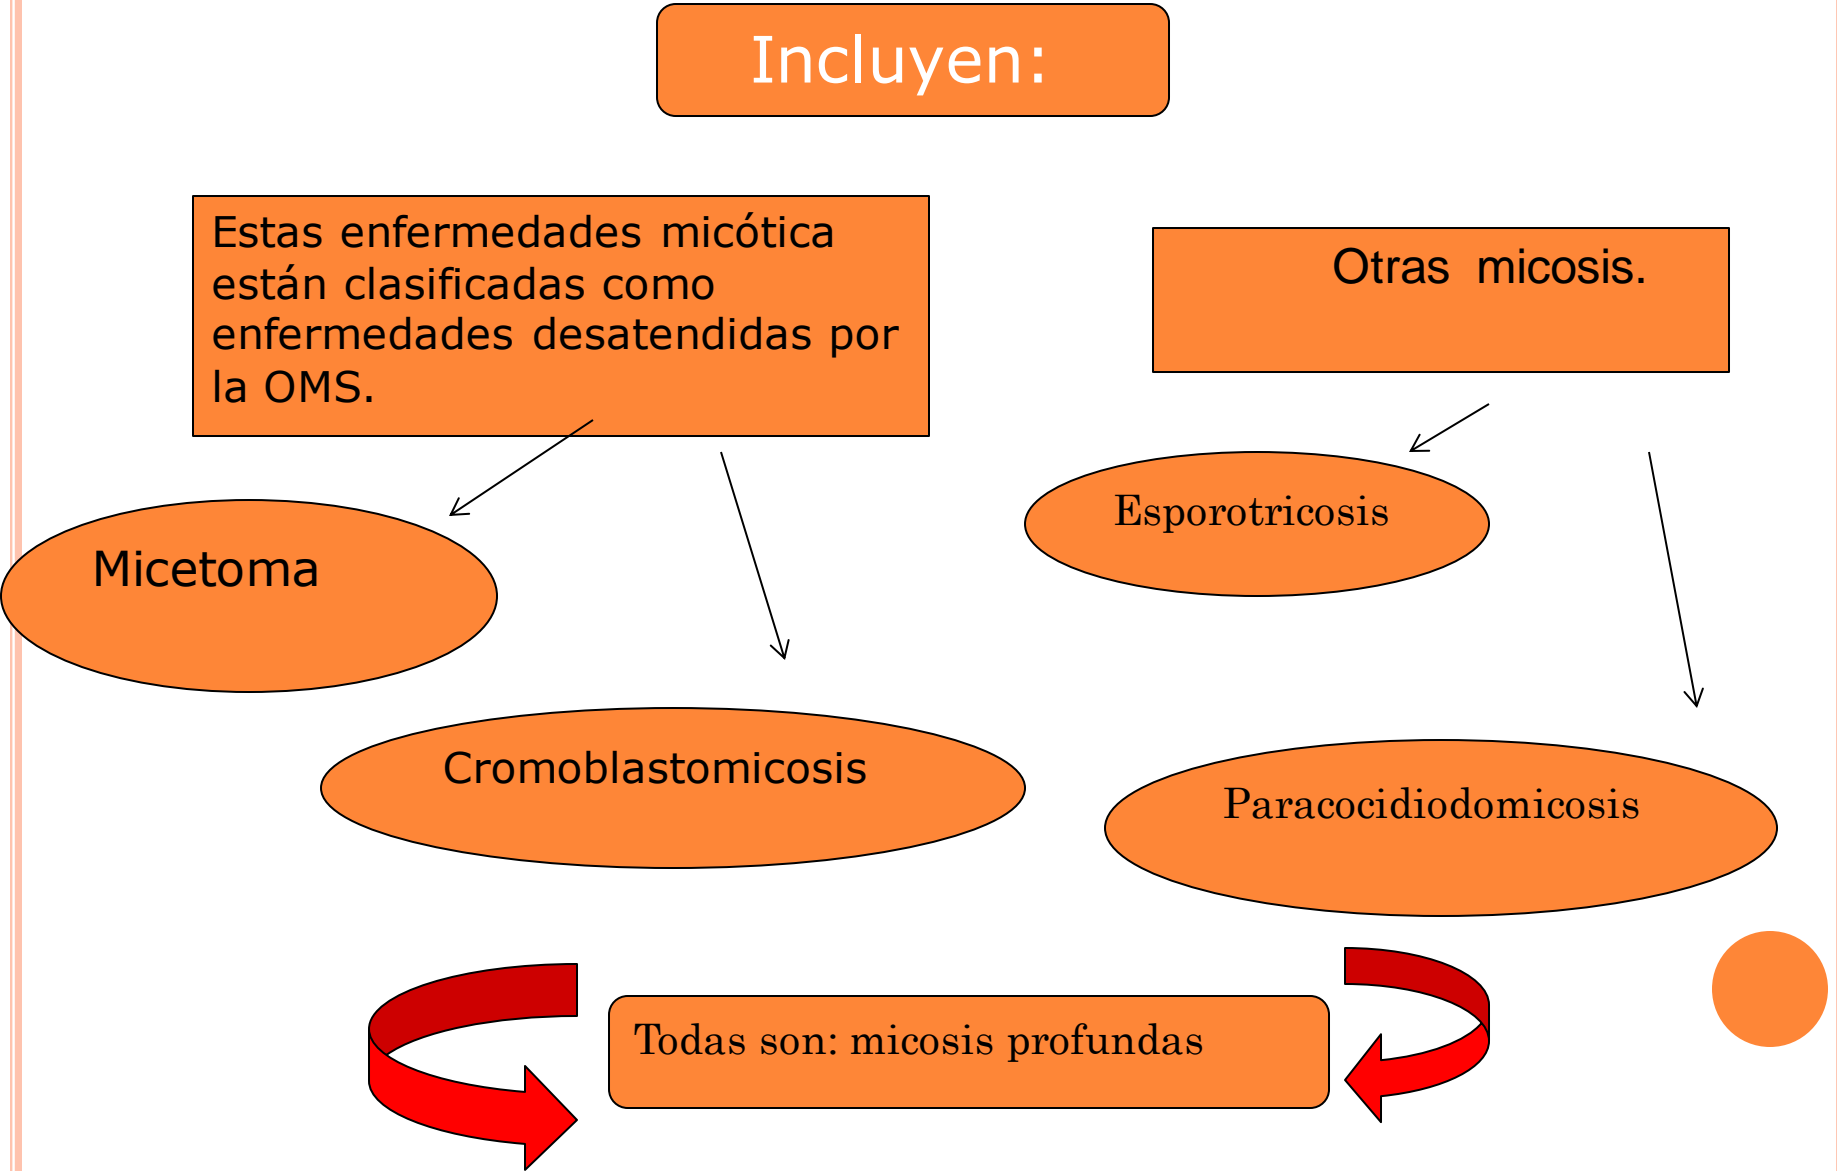 Incluyen:
Estas enfermedades micótica
están clasificadas como
enfermedades desatendidas por
la OMS.
Otras micosis.
Esporotricosis
Micetoma
Cromoblastomicosis
Paracocidiodomicosis
Todas son: micosis profundas